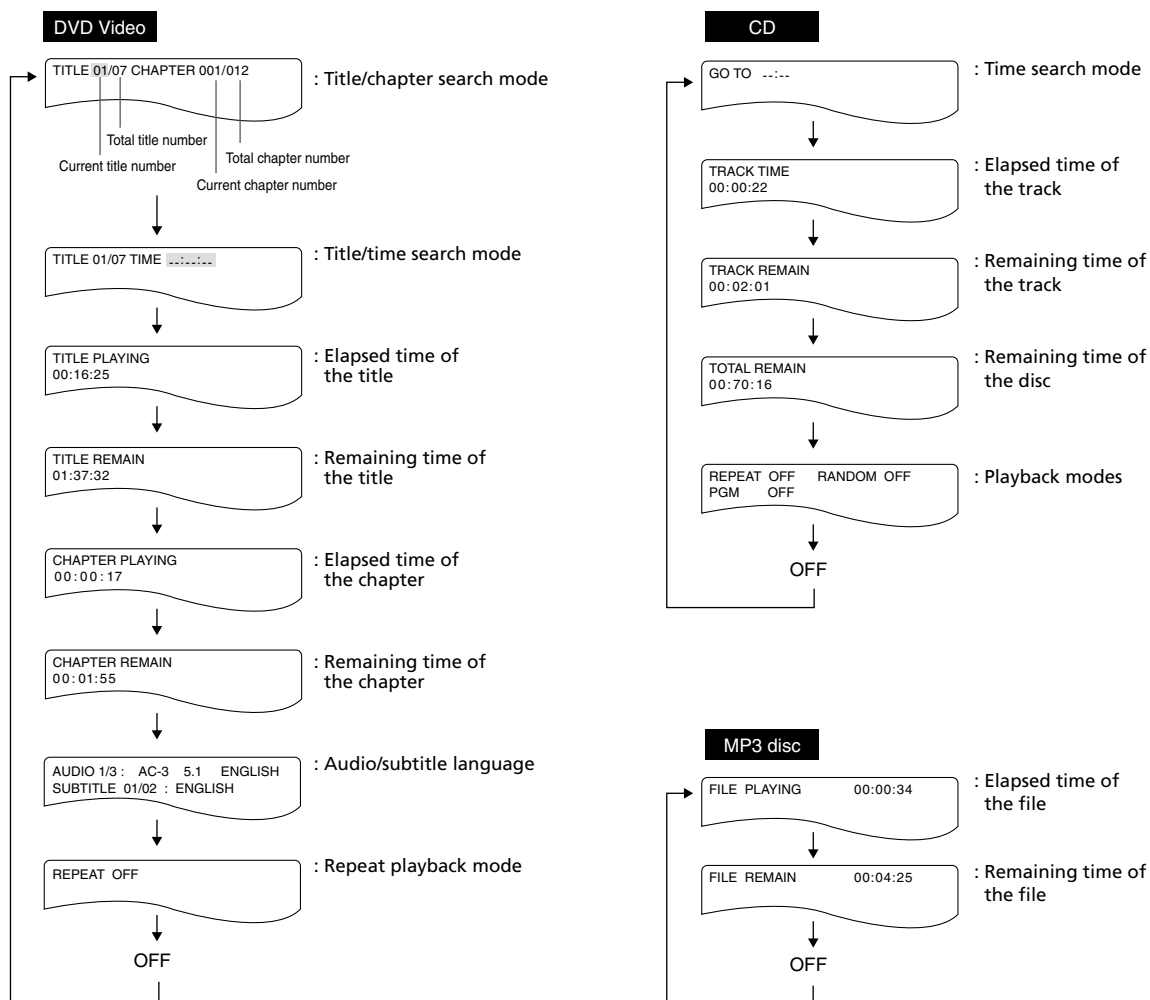 DVD Video
TITLE 01/07 CHAPTER 001/012
: Title/chapter search mode
Total title number
Current title number
Total chapter number
Current chapter number
TITLE 01/07 TIME --:--:--
: Title/time search mode
TITLE PLAYING
00:16:25
: Elapsed time of
the title
TITLE REMAIN
01:37:32
: Remaining time of
the title
CHAPTER PLAYING
00:00:17
: Elapsed time of
the chapter
CHAPTER REMAIN
00:01:55
: Remaining time of
the chapter
AUDIO 1/3 : AC-3 5.1 ENGLISH
SUBTITLE 01/02 : ENGLISH
: Audio/subtitle language
REPEAT OFF
: Repeat playback mode
OFF
CD
GO TO --:--
: Time search mode
TRACK TIME
00:00:22
: Elapsed time of
the track
TRACK REMAIN
00:02:01
: Remaining time of
the track
TOTAL REMAIN
00:70:16
: Remaining time of
the disc
REPEAT OFF RANDOM OFF
PGM OFF
: Playback modes
OFF
MP3 disc
FILE PLAYING 00:00:34
: Elapsed time of
the file
FILE REMAIN 00:04:25
: Remaining time of
the file
OFF